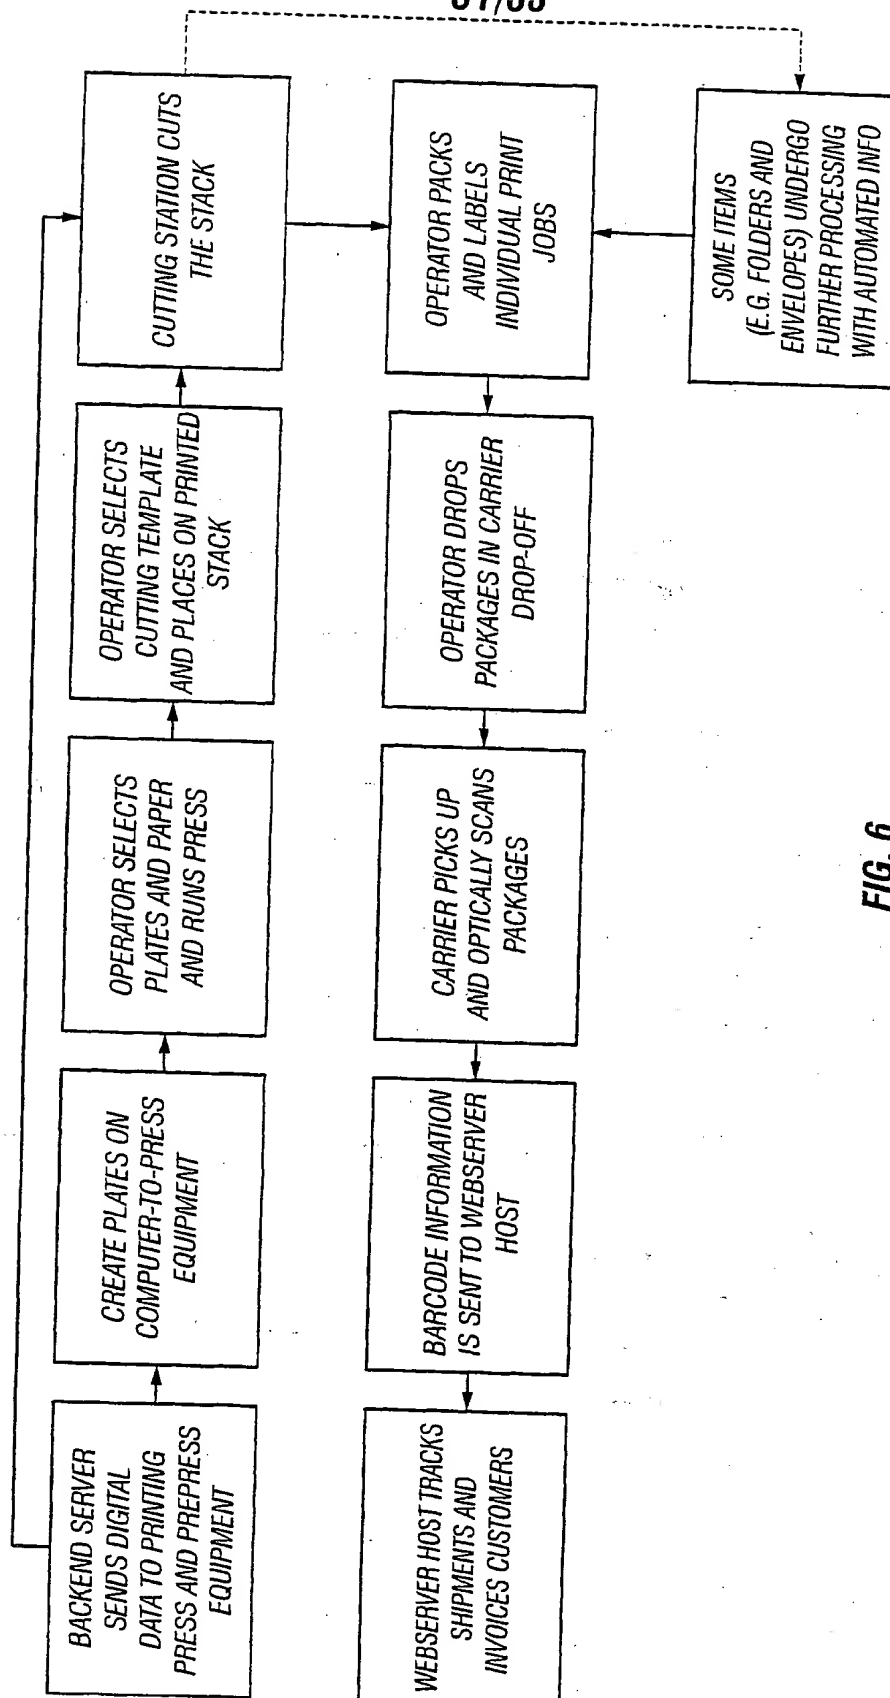 BACKEND SERVER
SENDS DIGITAL
DATA TO PRINTING
PRESS AND PREPRESS
EQUIPMENT
CREATE PLATES ON
COMPUTER-TO-PRESS
EQUIPMENT
OPERATOR SELECTS
PLATES AND PAPER
AND RUNS PRESS
OPERATOR SELECTS
CUTTING TEMPLATE
AND PLACES ON PRINTED
STACK
CUTTING STATION CUTS
THE STACK
OPERATOR PACKS
AND LABELS
INDIVIDUAL PRINT
JOBS
OPERATOR DROPS
PACKAGES IN CARRIER
DROP-OFF
CARRIER PICKS UP
AND OPTICALLY SCANS
PACKAGES
BARCODE INFORMATION
IS SENT TO WEBSERVER
HOST
WEBSERVER HOST TRACKS
SHIPMENTS AND
INVOICES CUSTOMERS
SOME ITEMS
(E.G. FOLDERS AND
ENVELOPES) UNDERGO
FURTHER PROCESSING
WITH AUTOMATED INFO
FIG. 6